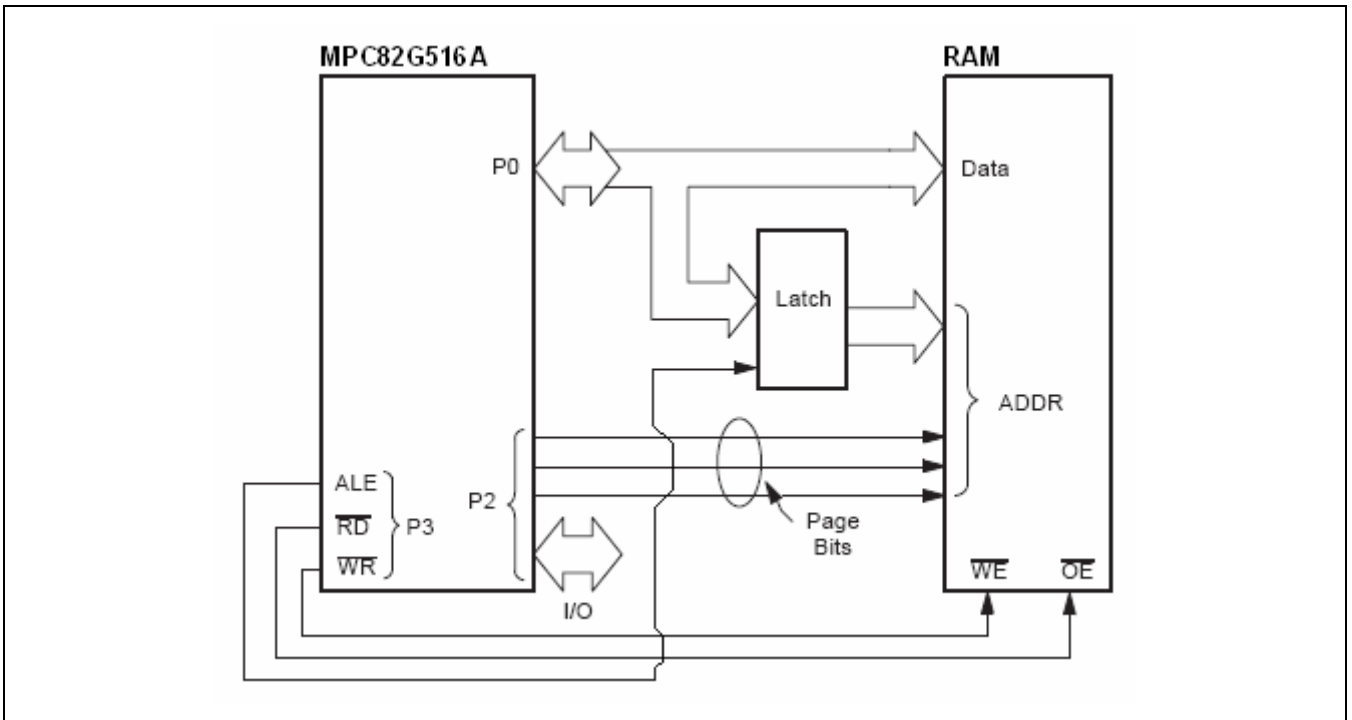 MPC82G516A
RAM
P0
Data
Latch
ADDR
ALE
RD
WR
P3
P2
Page
Bits
I/O
WE
OE